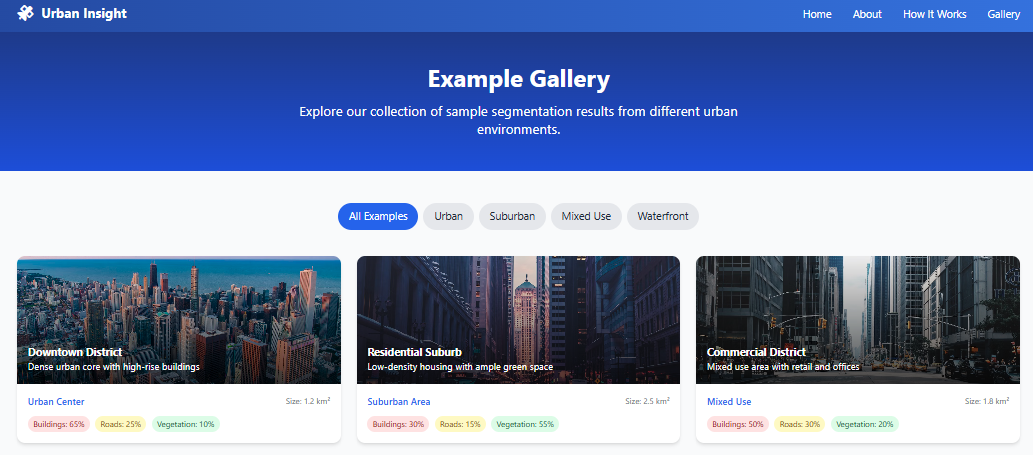 Urban Insight
Home About How It Works Gallery
Example Gallery
Explore our collection of sample segmentation results from different urban
environments.
All Examples Urban Suburban Mixed Use Waterfront
Downtown District
Dense urban core with high-rise buildings
Urban Center Size: 1.2 km²
Buildings: 65% Roads: 25% Vegetation: 10%
Residential Suburb
Low-density housing with ample green space
Suburban Area Size: 2.5 km²
Buildings: 30% Roads: 15% Vegetation: 55%
Commercial District
Mixed use area with retail and offices
Mixed Use Size: 1.8 km²
Buildings: 50% Roads: 30% Vegetation: 20%